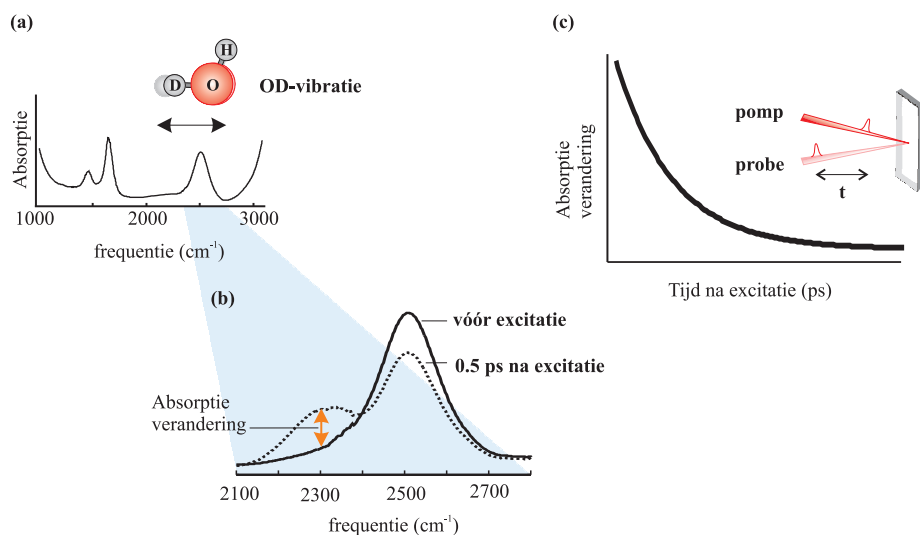 (a)
H
D
O
OD-vibratie
Absorptie
1000
2000
3000
frequentie (cm⁻¹)
(b)
vóór excitatie
0.5 ps na excitatie
Absorptie
verandering
2100
2300
2500
2700
frequentie (cm⁻¹)
(c)
Absorptie
verandering
pomp
probe
t
Tijd na excitatie (ps)